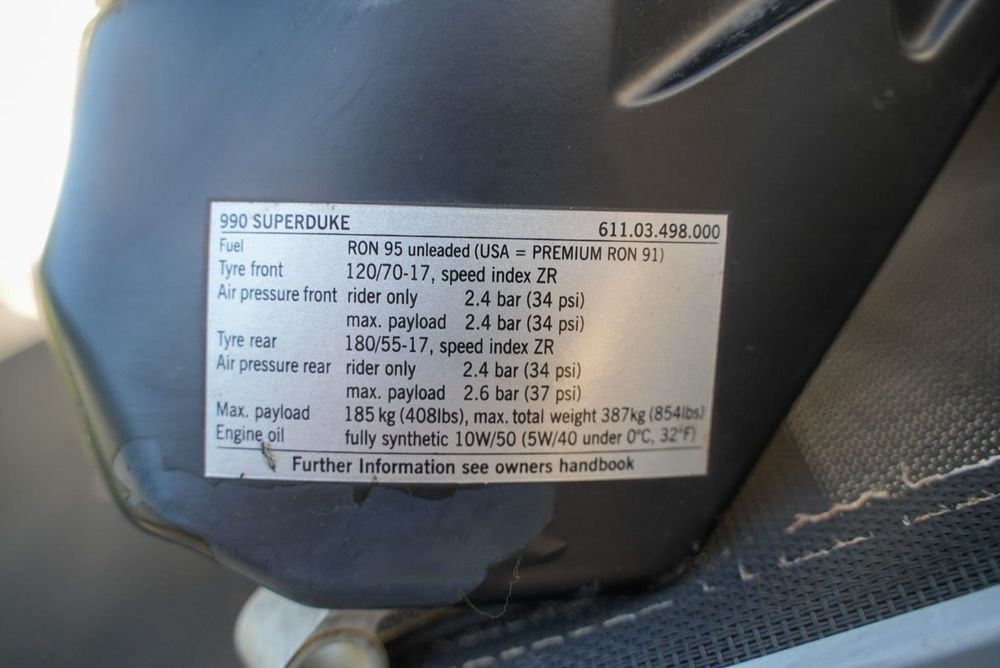 990 SUPERDUKE 611.03.498.000
Fuel RON 95 unleaded (USA = PREMIUM RON 91)
Tyre front 120/70-17, speed index ZR
Air pressure front rider only 2.4 bar (34 psi)
max. payload 2.4 bar (34 psi)
Tyre rear 180/55-17, speed index ZR
Air pressure rear rider only 2.4 bar (34 psi)
max. payload 2.6 bar (37 psi)
Max. payload 185 kg (408lbs), max. total weight 387kg (854lbs)
Engine oil fully synthetic 10W/50 (5W/40 under 0°C, 32°F)
Further Information see owners handbook